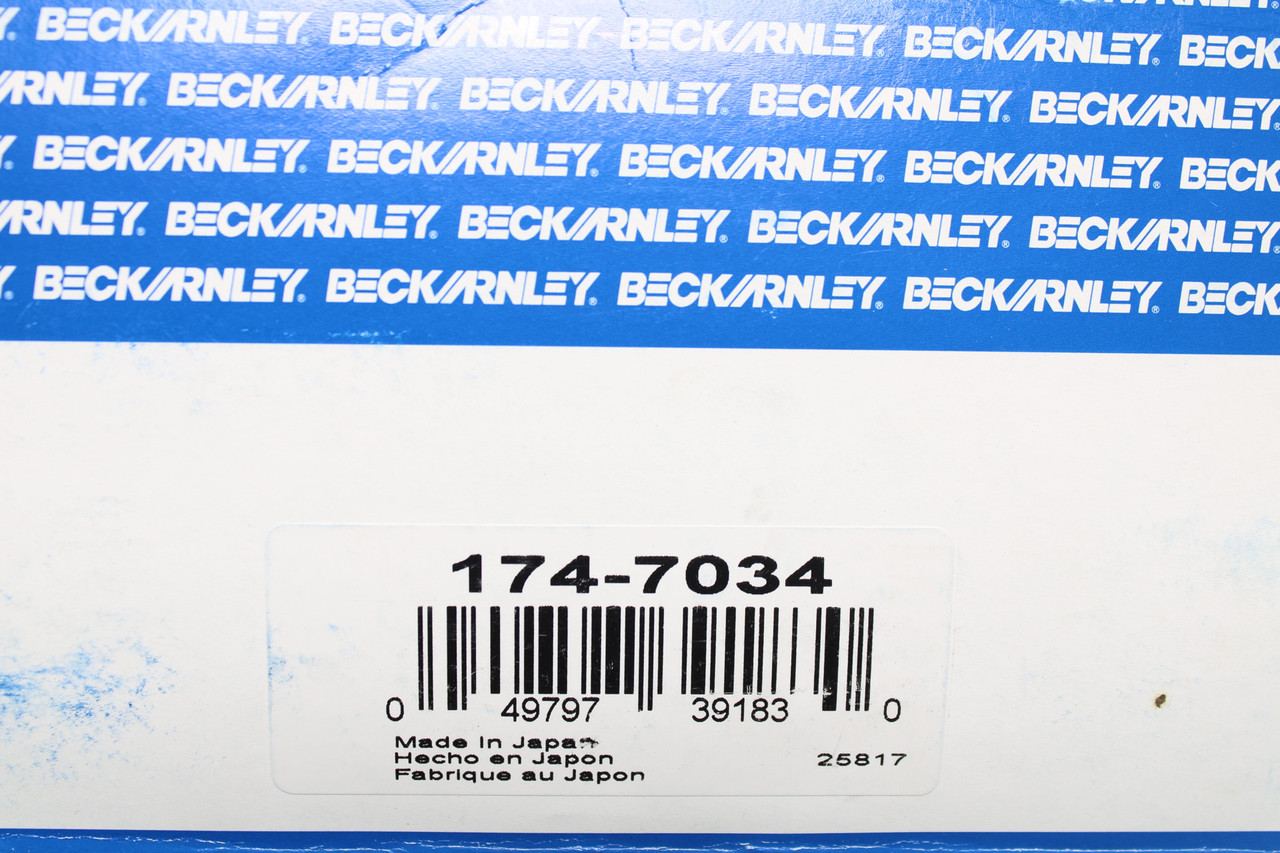 BECK/ARNLEY® BECK/ARNLEY® BECK/ARNLEY® BECK/ARNLEY® BECK
ARNLEY® BECK/ARNLEY® BECK/ARNLEY® BECK/ARNLEY® BECK/ARNLEY®
BECK/ARNLEY® BECK/ARNLEY® BECK/ARNLEY® BECK/ARNLEY® BECK
ARNLEY® BECK/ARNLEY® BECK/ARNLEY® BECK/ARNLEY® BECK/ARNLEY®
BECK/ARNLEY® BECK/ARNLEY® BECK/ARNLEY® BECK/ARNLEY® BECK
174-7034
0 49797 39183 0
Made In Japan
Hecho en Japon 25817
Fabrique au Japon